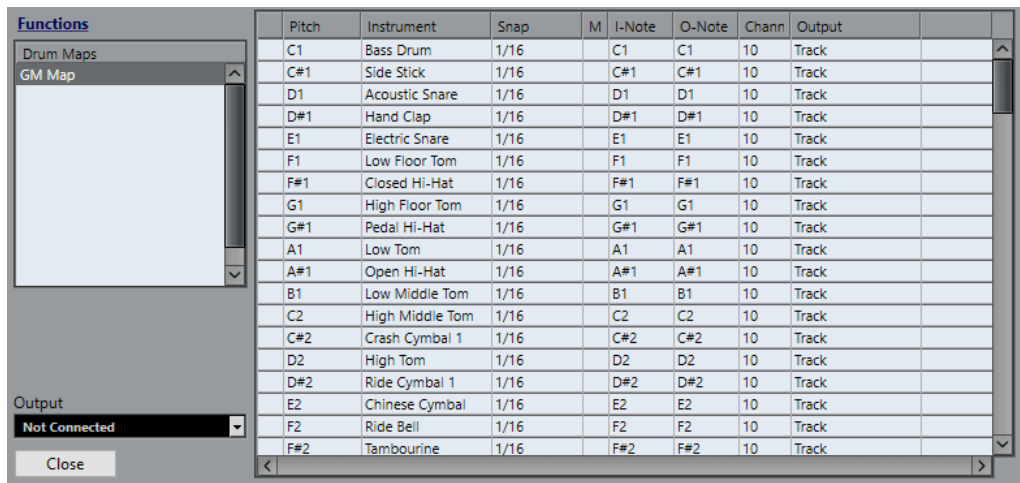 Functions
Drum Maps
GM Map
Output
Not Connected
Close
Pitch Instrument Snap M I-Note O-Note Chann Output
C1 Bass Drum 1/16 C1 C1 10 Track
C#1 Side Stick 1/16 C#1 C#1 10 Track
D1 Acoustic Snare 1/16 D1 D1 10 Track
D#1 Hand Clap 1/16 D#1 D#1 10 Track
E1 Electric Snare 1/16 E1 E1 10 Track
F1 Low Floor Tom 1/16 F1 F1 10 Track
F#1 Closed Hi-Hat 1/16 F#1 F#1 10 Track
G1 High Floor Tom 1/16 G1 G1 10 Track
G#1 Pedal Hi-Hat 1/16 G#1 G#1 10 Track
A1 Low Tom 1/16 A1 A1 10 Track
A#1 Open Hi-Hat 1/16 A#1 A#1 10 Track
B1 Low Middle Tom 1/16 B1 B1 10 Track
C2 High Middle Tom 1/16 C2 C2 10 Track
C#2 Crash Cymbal 1 1/16 C#2 C#2 10 Track
D2 High Tom 1/16 D2 D2 10 Track
D#2 Ride Cymbal 1 1/16 D#2 D#2 10 Track
E2 Chinese Cymbal 1/16 E2 E2 10 Track
F2 Ride Bell 1/16 F2 F2 10 Track
F#2 Tambourine 1/16 F#2 F#2 10 Track